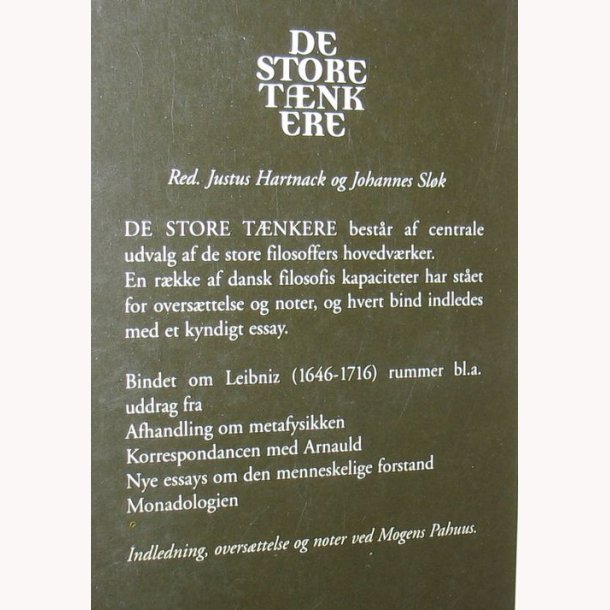 DE
STORE
TÆNK
ERE
Red. Justus Hartnack og Johannes Sløk
DE STORE TÆNKERE består af centrale
udvalg af de store filosoffers hovedværker.
En række af dansk filosofis kapaciteter har stået
for oversættelse og noter, og hvert bind indledes
med et kyndigt essay.
Bindet om Leibniz (1646-1716) rummer bl.a.
uddrag fra
Afhandling om metafysikken
Korrespondancen med Arnauld
Nye essays om den menneskelige forstand
Monadologien
Indledning, oversættelse og noter ved Mogens Pahuus.